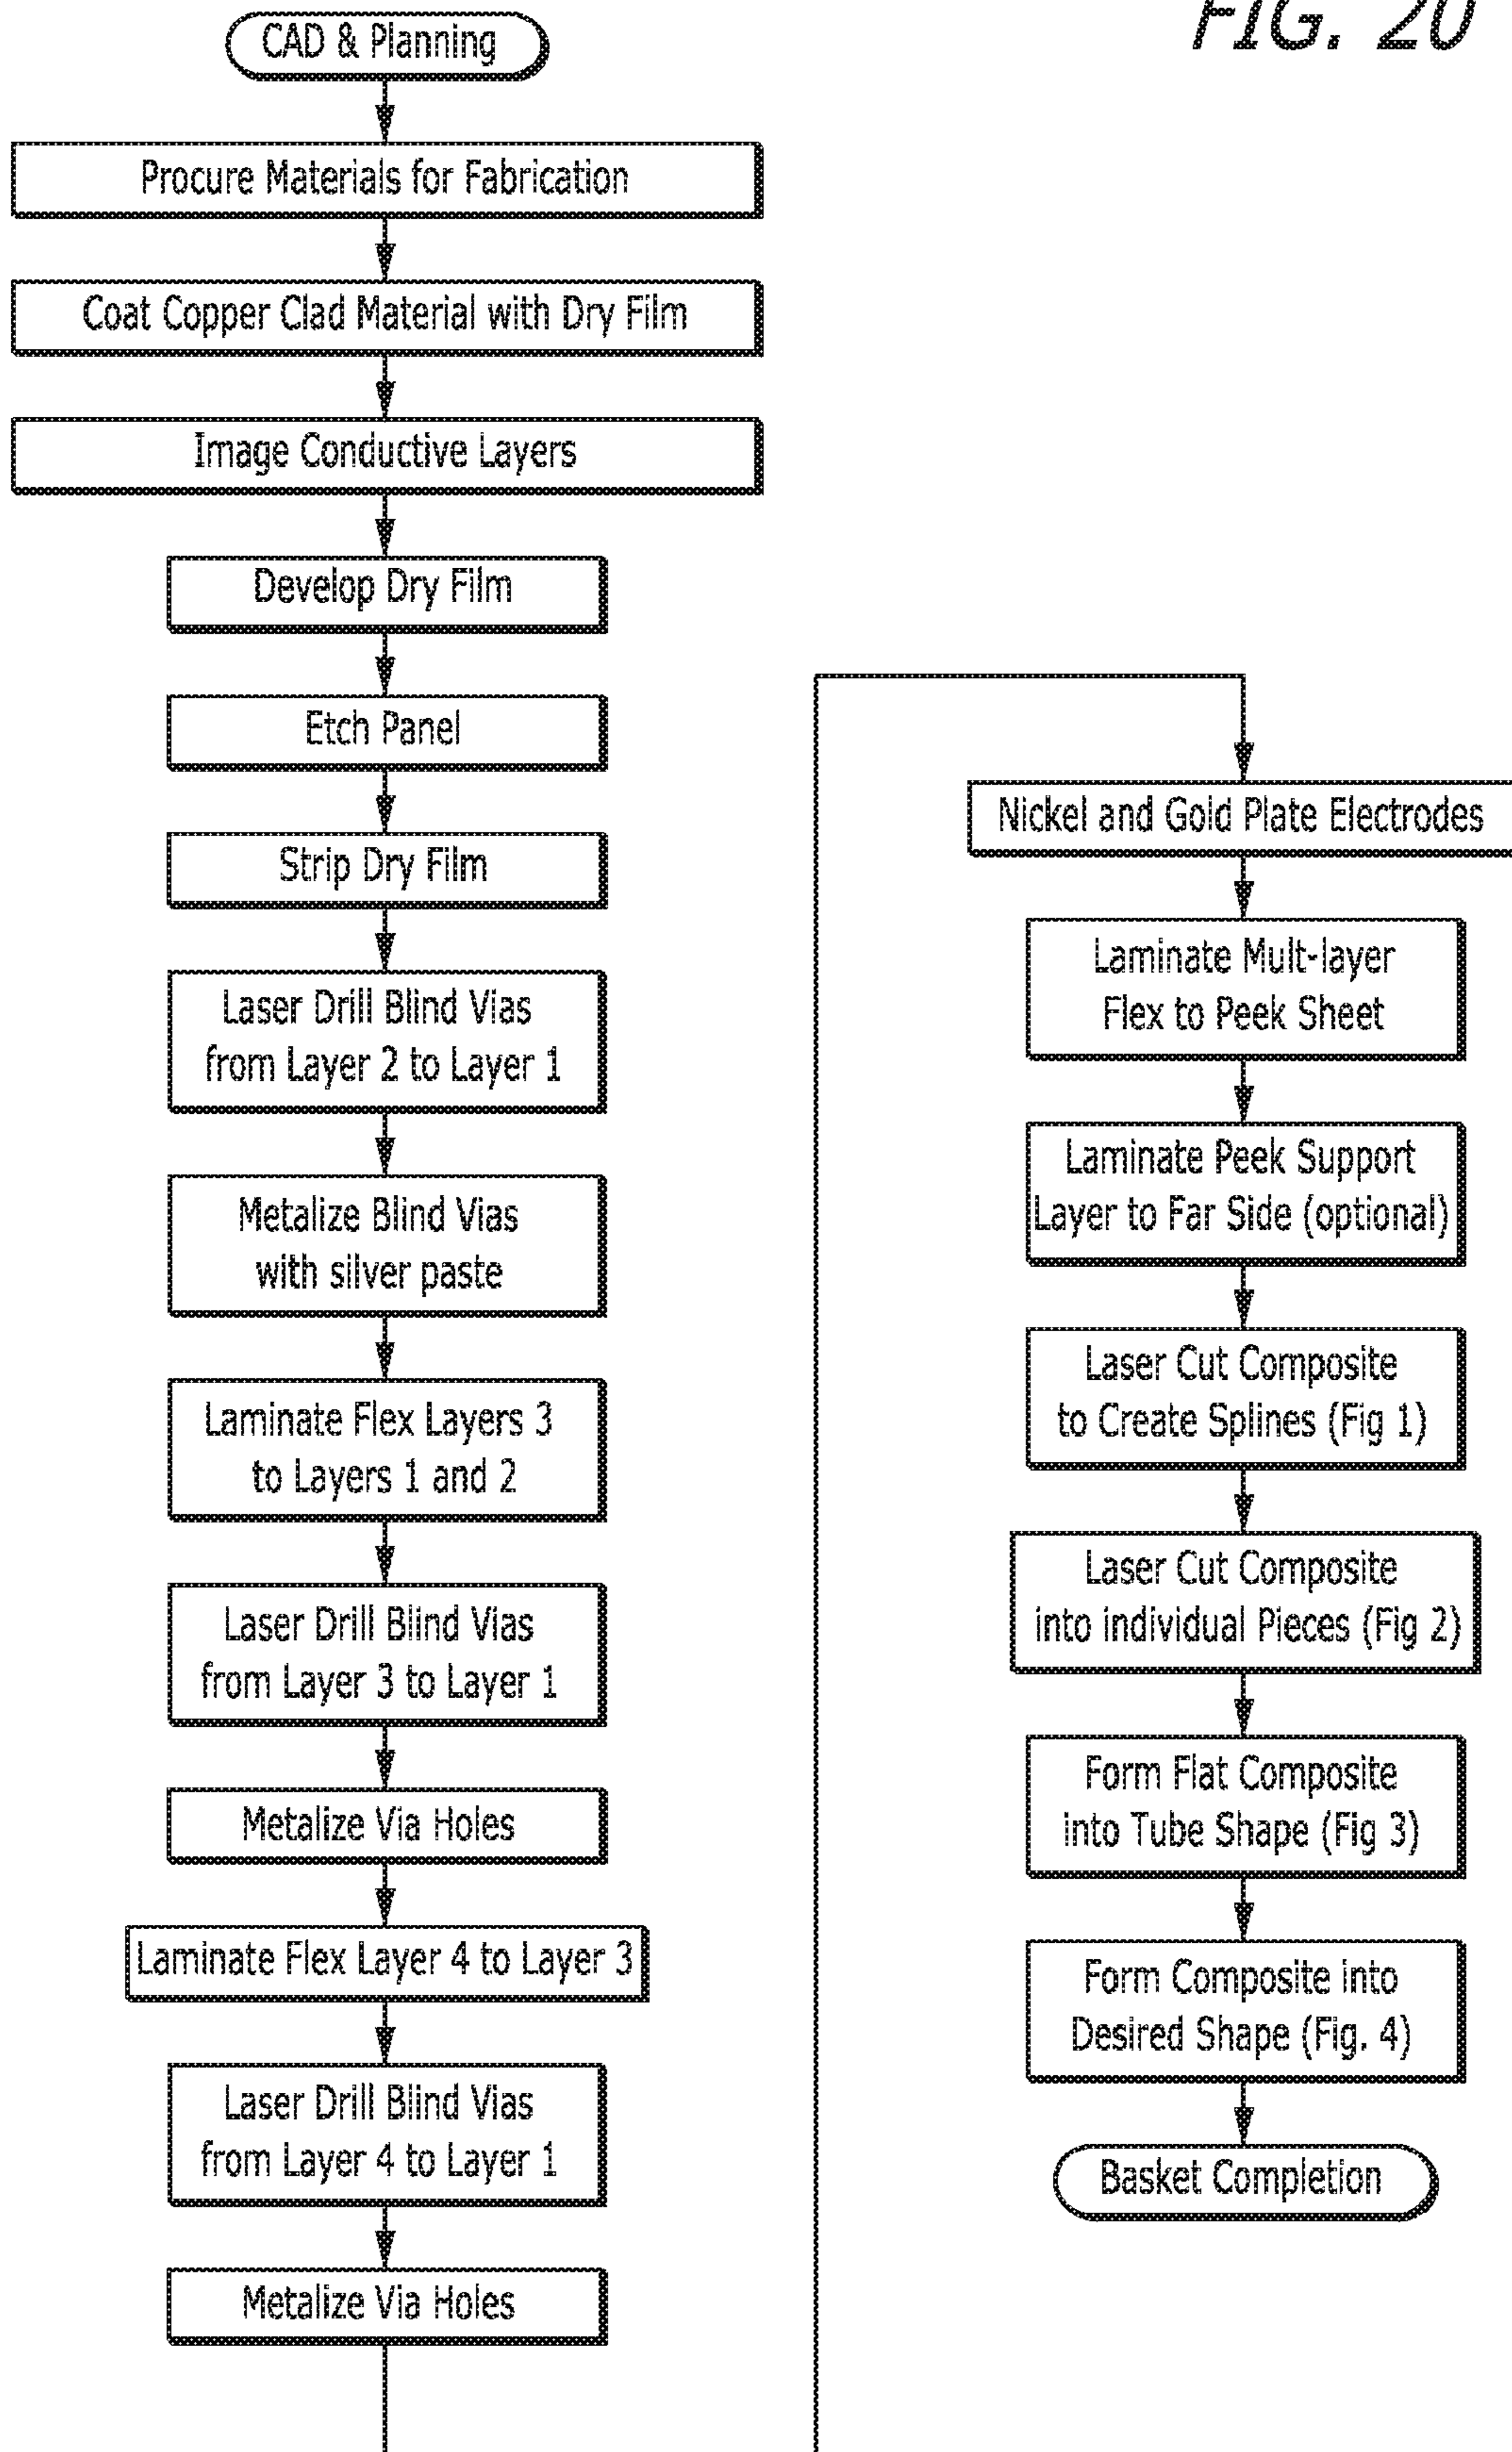 FIG. 20
CAD & Planning
Procure Materials for Fabrication
Coat Copper Clad Material with Dry Film
Image Conductive Layers
Develop Dry Film
Etch Panel
Strip Dry Film
Laser Drill Blind Vias
from Layer 2 to Layer 1
Metalize Blind Vias
with silver paste
Laminate Flex Layers 3
to Layers 1 and 2
Laser Drill Blind Vias
from Layer 3 to Layer 1
Metalize Via Holes
Laminate Flex Layer 4 to Layer 3
Laser Drill Blind Vias
from Layer 4 to Layer 1
Metalize Via Holes
Nickel and Gold Plate Electrodes
Laminate Mult-layer
Flex to Peek Sheet
Laminate Peek Support
Layer to Far Side (optional)
Laser Cut Composite
to Create Splines (Fig 1)
Laser Cut Composite
into individual Pieces (Fig 2)
Form Flat Composite
into Tube Shape (Fig 3)
Form Composite into
Desired Shape (Fig. 4)
Basket Completion